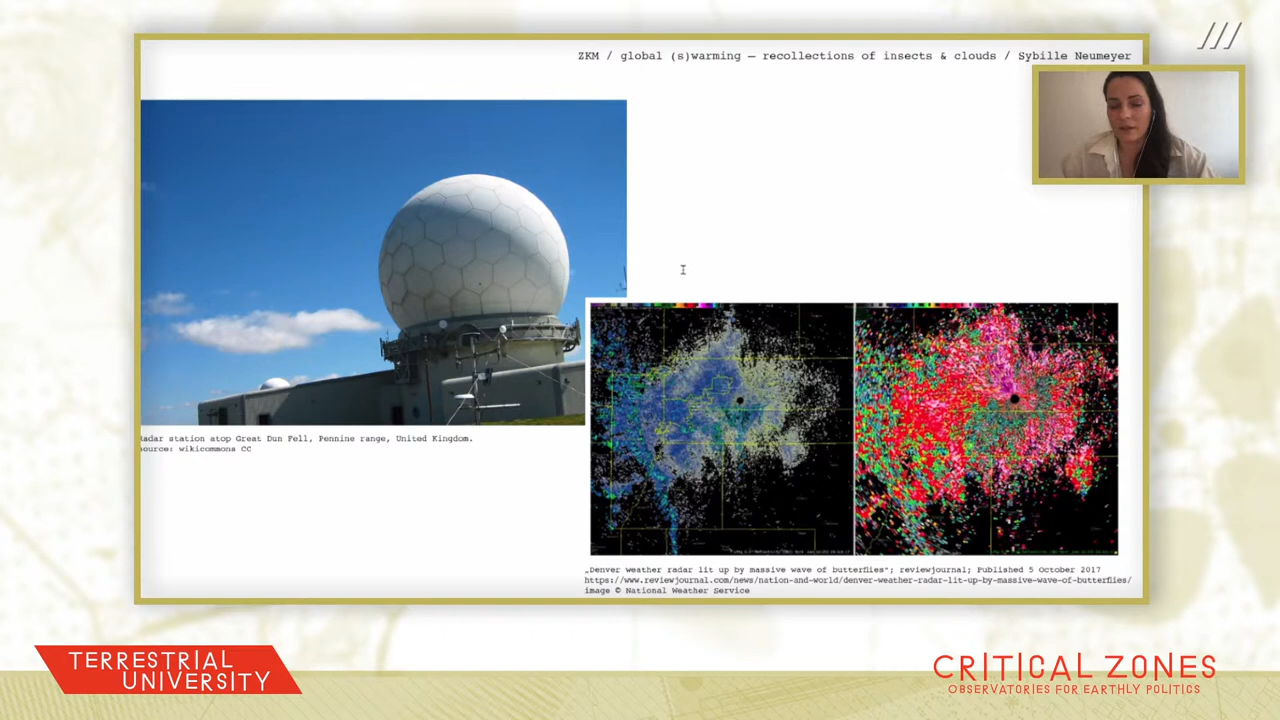 ZKM / global (s)warming — recollections of insects & clouds / Sybille Neumeyer
adar station atop Great Dun Fell, Pennine range, United Kingdom.
ource: wikicommons CC
„Denver weather radar lit up by massive wave of butterflies"; reviewjournal; Published 5 October 2017
https://www.reviewjournal.com/news/nation-and-world/denver-weather-radar-lit-up-by-massive-wave-of-butterflies/
image © National Weather Service
TERRESTRIAL
UNIVERSITY
CRITICAL ZONES
OBSERVATORIES FOR EARTHLY POLITICS